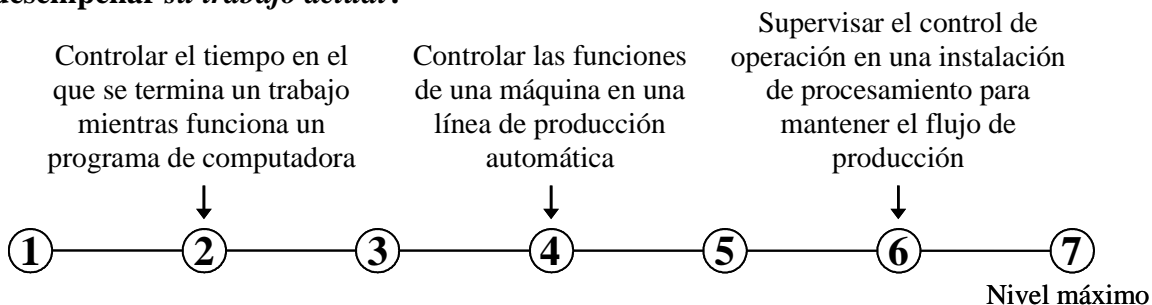 desempeñar su trabajo actual?
Supervisar el control de
operación en una instalación
de procesamiento para
mantener el flujo de
producción
Controlar el tiempo en el
que se termina un trabajo
mientras funciona un
programa de computadora
Controlar las funciones
de una máquina en una
línea de producción
automática
1 2 3 4 5 6 7
Nivel máximo